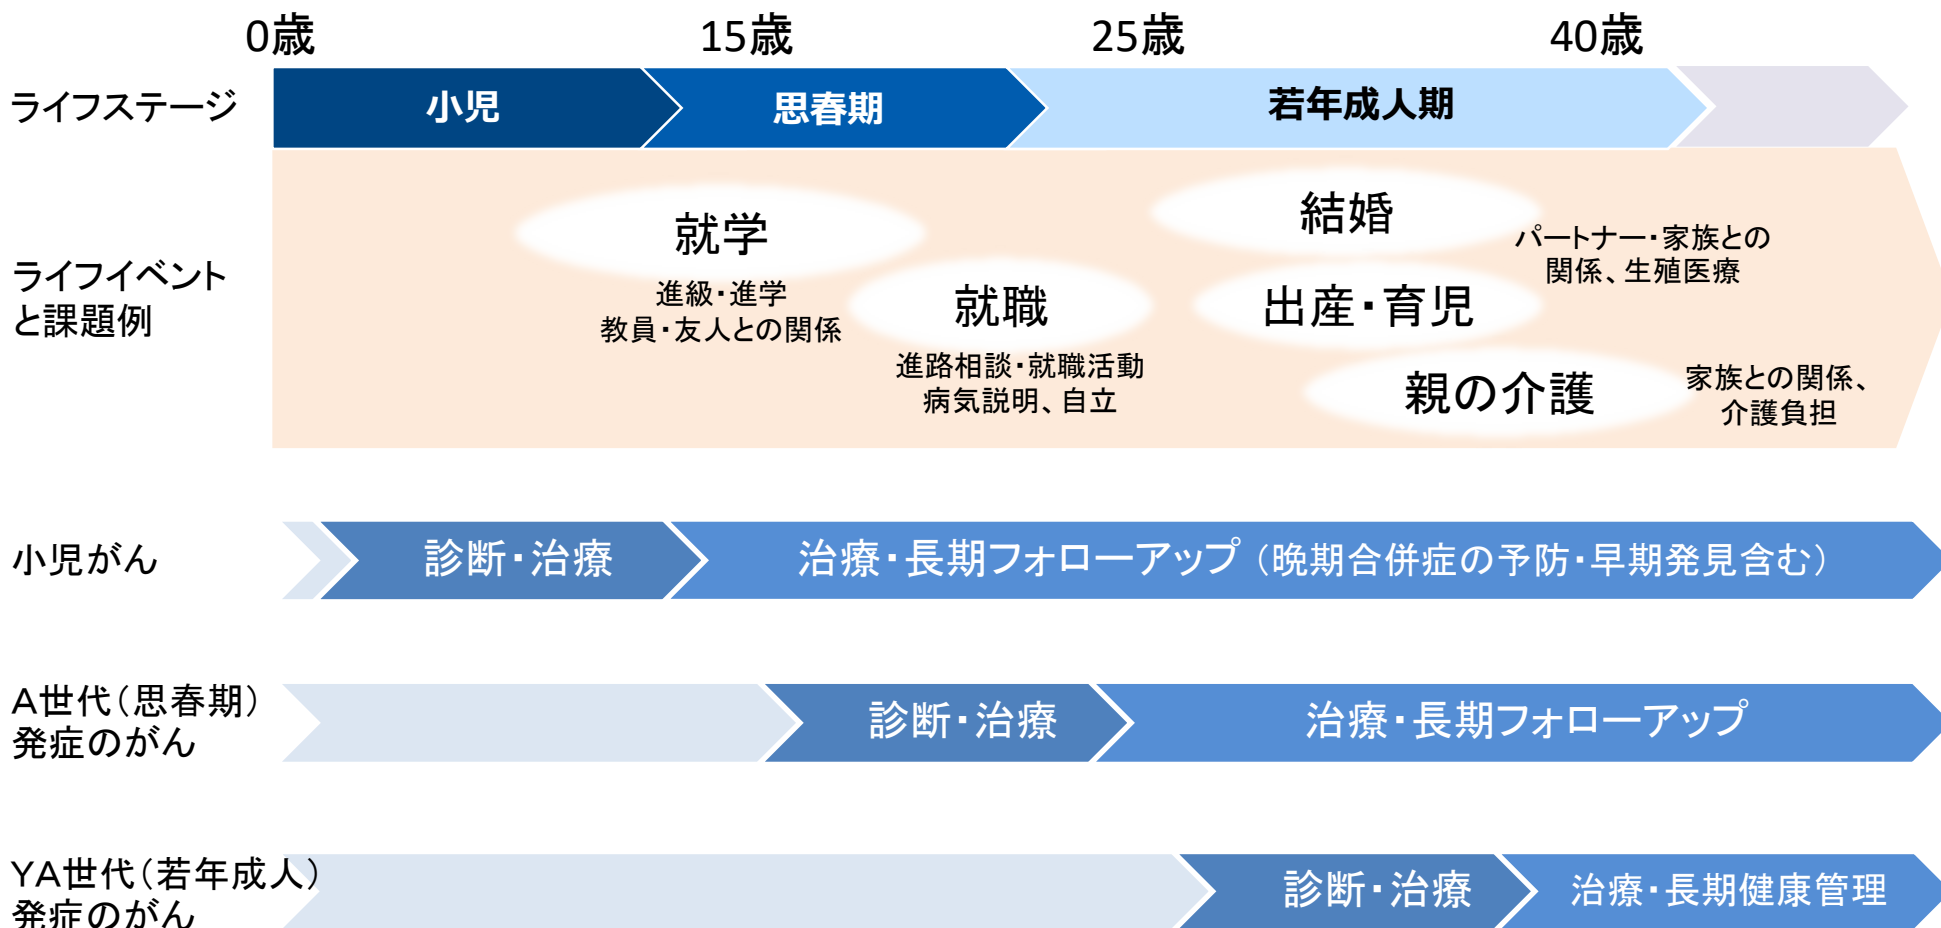 0歳
15歳
25歳
40歳
ライフステージ
小児
思春期
若年成人期
ライフイベント
と課題例
就学
進級・進学
教員・友人との関係
就職
進路相談・就職活動
病気説明、自立
結婚
パートナー・家族との
関係、生殖医療
出産・育児
親の介護
家族との関係、
介護負担
小児がん
診断・治療
治療・長期フォローアップ（晩期合併症の予防・早期発見含む）
A世代（思春期）
発症のがん
診断・治療
治療・長期フォローアップ
YA世代（若年成人）
発症のがん
診断・治療
治療・長期健康管理